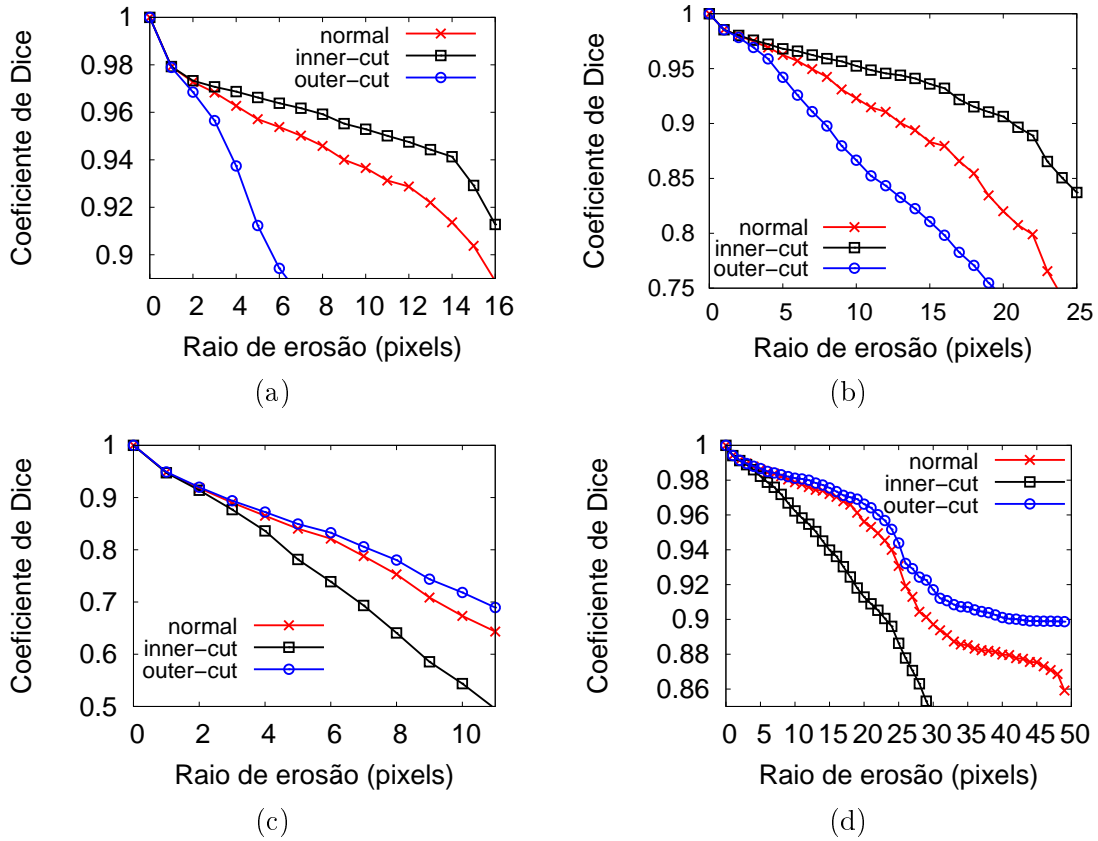 Coeficiente de Dice
1
0.98
0.96
0.94
0.92
0.9
normal
inner-cut
outer-cut
0 2 4 6 8 10 12 14 16
Raio de erosão (pixels)
(a)
Coeficiente de Dice
1
0.95
0.9
0.85
0.8
0.75
normal
inner-cut
outer-cut
0 5 10 15 20 25
Raio de erosão (pixels)
(b)
Coeficiente de Dice
1
0.9
0.8
0.7
0.6
0.5
normal
inner-cut
outer-cut
0 2 4 6 8 10
Raio de erosão (pixels)
(c)
Coeficiente de Dice
1
0.98
0.96
0.94
0.92
0.9
0.88
0.86
normal
inner-cut
outer-cut
0 5 10 15 20 25 30 35 40 45 50
Raio de erosão (pixels)
(d)